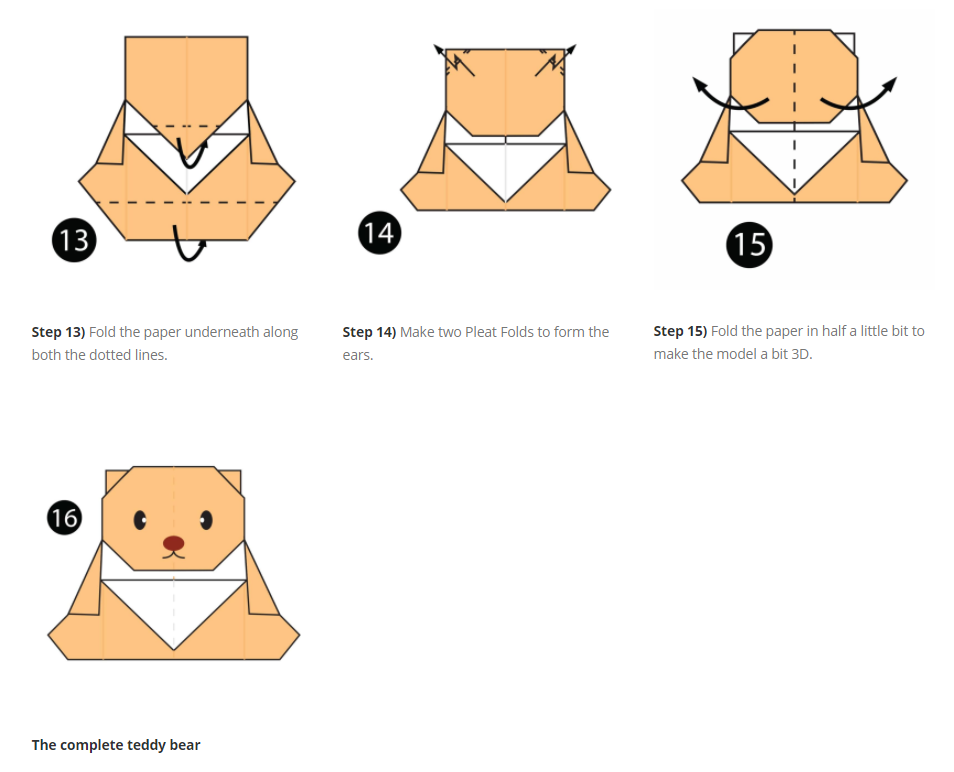 13
14
15
Step 13) Fold the paper underneath along
both the dotted lines.
Step 14) Make two Pleat Folds to form the
ears.
Step 15) Fold the paper in half a little bit to
make the model a bit 3D.
16
The complete teddy bear